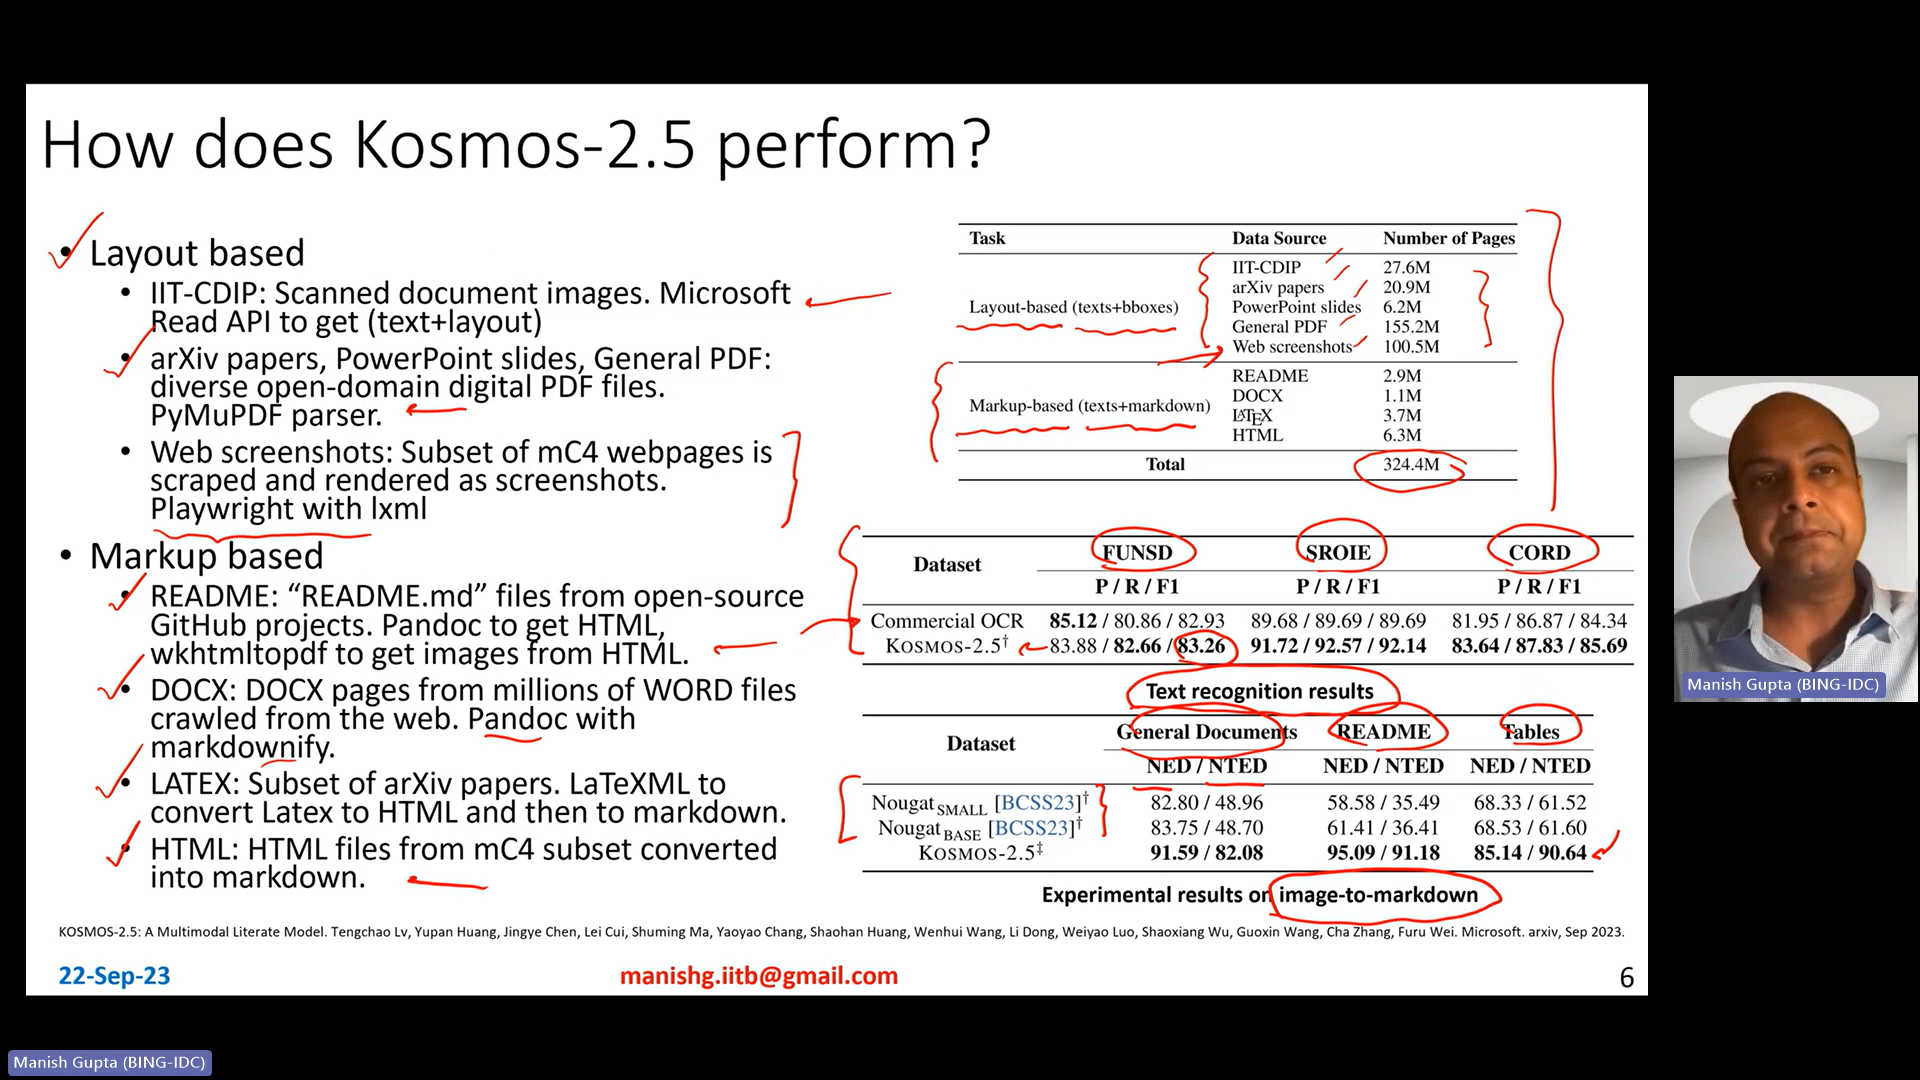 How does Kosmos-2.5 perform?
• Layout based
• IIT-CDIP: Scanned document images. Microsoft
Read API to get (text+layout)
• arXiv papers, PowerPoint slides, General PDF:
diverse open-domain digital PDF files.
PyMuPDF parser.
• Web screenshots: Subset of mC4 webpages is
scraped and rendered as screenshots.
Playwright with lxml
• Markup based
• README: “README.md” files from open-source
GitHub projects. Pandoc to get HTML,
wkhtmltopdf to get images from HTML.
• DOCX: DOCX pages from millions of WORD files
crawled from the web. Pandoc with
markdownify.
• LATEX: Subset of arXiv papers. LaTeXML to
convert Latex to HTML and then to markdown.
• HTML: HTML files from mC4 subset converted
into markdown.
Task Data Source Number of Pages
Layout-based (texts+bboxes)
IIT-CDIP 27.6M
arXiv papers 20.9M
PowerPoint slides 6.2M
General PDF 155.2M
Web screenshots 100.5M
Markup-based (texts+markdown)
README 2.9M
DOCX 1.1M
LATEX 3.7M
HTML 6.3M
Total 324.4M
Dataset FUNSD SROIE CORD
P / R / F1 P / R / F1 P / R / F1
Commercial OCR 85.12 / 80.86 / 82.93 89.68 / 89.69 / 89.69 81.95 / 86.87 / 84.34
KOSMOS-2.5† 83.88 / 82.66 / 83.26 91.72 / 92.57 / 92.14 83.64 / 87.83 / 85.69
Text recognition results
Dataset General Documents README Tables
NED / NTED NED / NTED NED / NTED
Nougat SMALL [BCSS23]† 82.80 / 48.96 58.58 / 35.49 68.33 / 61.52
Nougat BASE [BCSS23]† 83.75 / 48.70 61.41 / 36.41 68.53 / 61.60
KOSMOS-2.5‡ 91.59 / 82.08 95.09 / 91.18 85.14 / 90.64
Experimental results on image-to-markdown
KOSMOS-2.5: A Multimodal Literate Model. Tengchao Lv, Yupan Huang, Jingye Chen, Lei Cui, Shuming Ma, Yaoyao Chang, Shaohan Huang, Wenhui Wang, Li Dong, Weiyao Luo, Shaoxiang Wu, Guoxin Wang, Cha Zhang, Furu Wei. Microsoft. arxiv, Sep 2023.
22-Sep-23 manishg.iitb@gmail.com 6
Manish Gupta (BING-IDC)
Manish Gupta (BING-IDC)